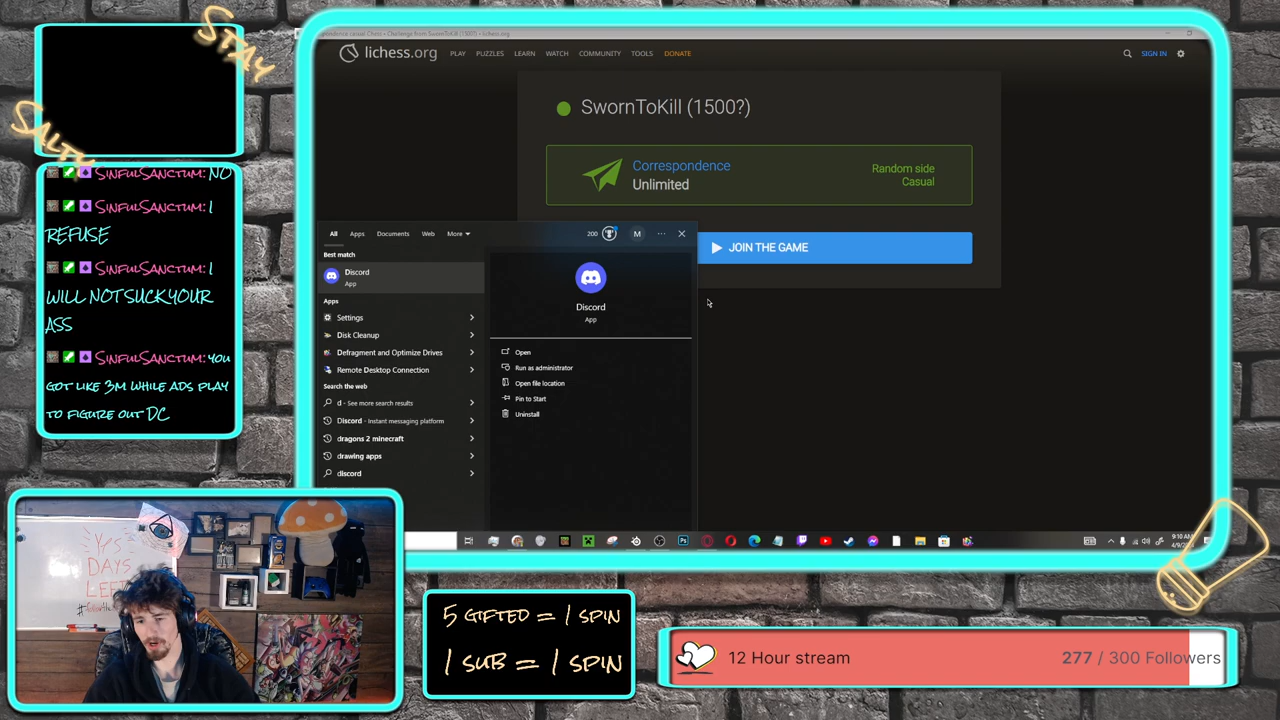 STAY
SALTY
SinfulSanctum: NO
SinfulSanctum: I
REFUSE
SinfulSanctum: I
WILL NOT SUCK YOUR
ASS
SinfulSanctum: you
got like 3m while ads play
to figure out DC
lichess.org
PLAY
PUZZLES
LEARN
WATCH
COMMUNITY
TOOLS
DONATE
SIGN IN
SwornToKill (1500?)
Correspondence
Unlimited
Random side
Casual
JOIN THE GAME
All
Apps
Documents
Web
More
200
M
Best match
Discord
App
Apps
Settings
Disk Cleanup
Defragment and Optimize Drives
Remote Desktop Connection
Search the web
d - See more search results
Discord - Instant messaging platform
dragons 2 minecraft
drawing apps
discord
Discord
App
Open
Run as administrator
Open file location
Pin to Start
Uninstall
9:10 AM
DAYS
LEFT
5 GIFTED = 1 SPIN
1 SUB = 1 SPIN
12 Hour stream
277 / 300 Followers